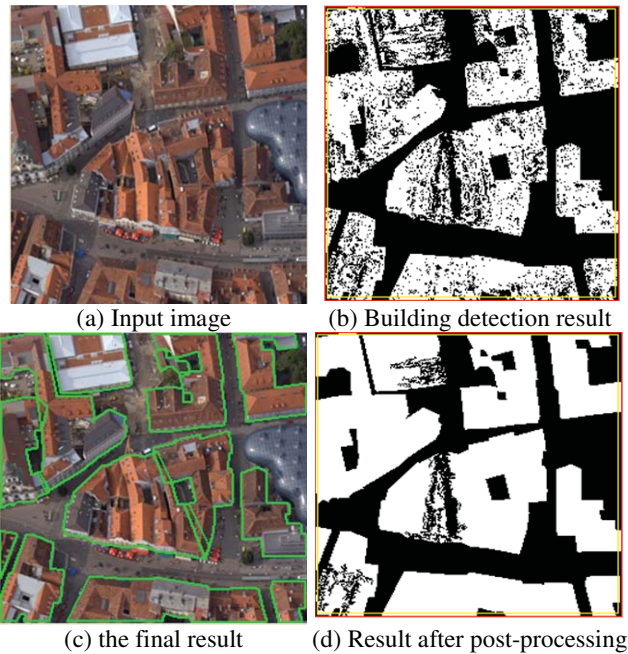 (a) Input image
(b) Building detection result
(c) the final result
(d) Result after post-processing